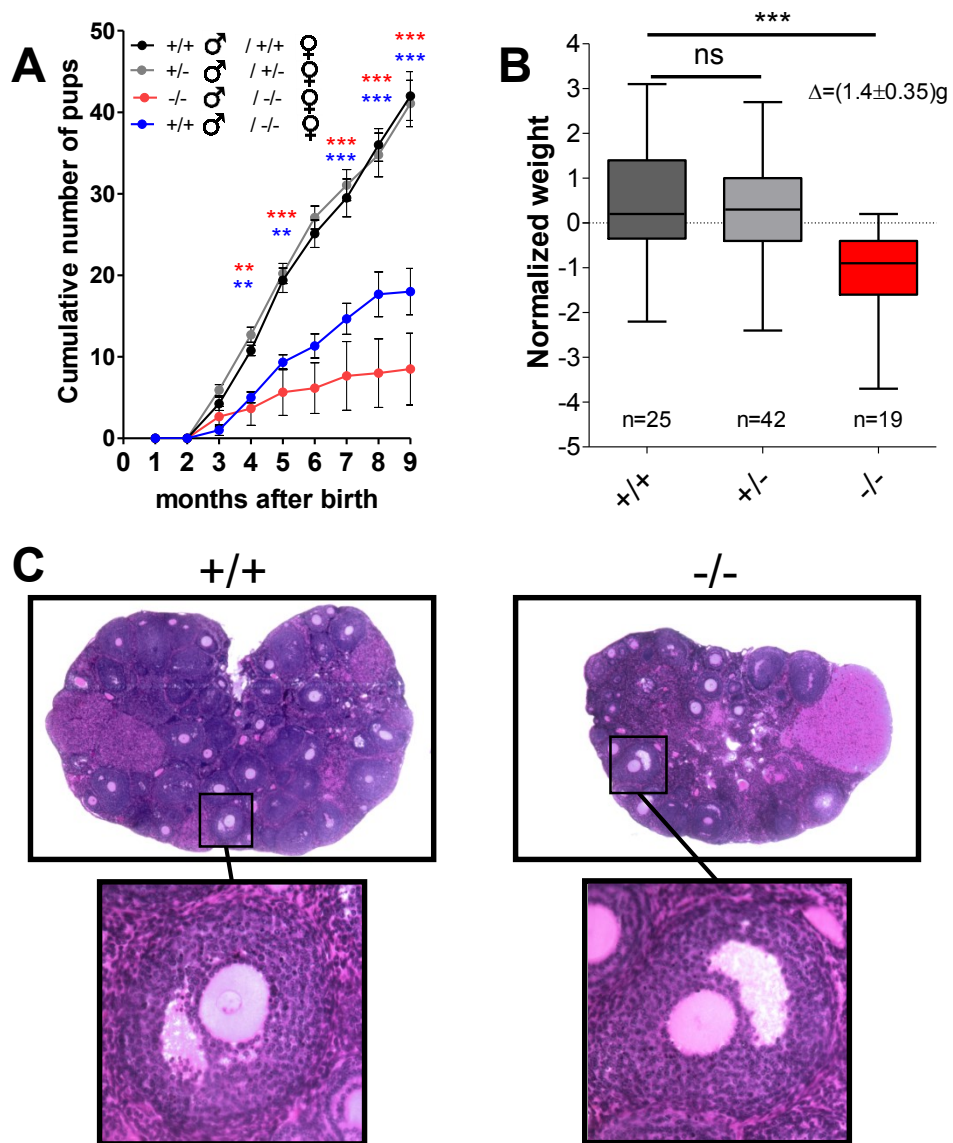 A
Cumulative number of pups
50
40
30
20
10
0
+/+ ♂ / +/+ ♀
+/- ♂ / +/- ♀
-/- ♂ / -/- ♀
+/+ ♂ / -/- ♀
**
**
***
**
***
***
***
***
***
***
0 1 2 3 4 5 6 7 8 9
months after birth
B
Normalized weight
4
3
2
1
0
-1
-2
-3
-4
-5
***
ns
Δ=(1.4±0.35)g
n=25 n=42 n=19
+/+ +/- -/-
C
+/+ -/-